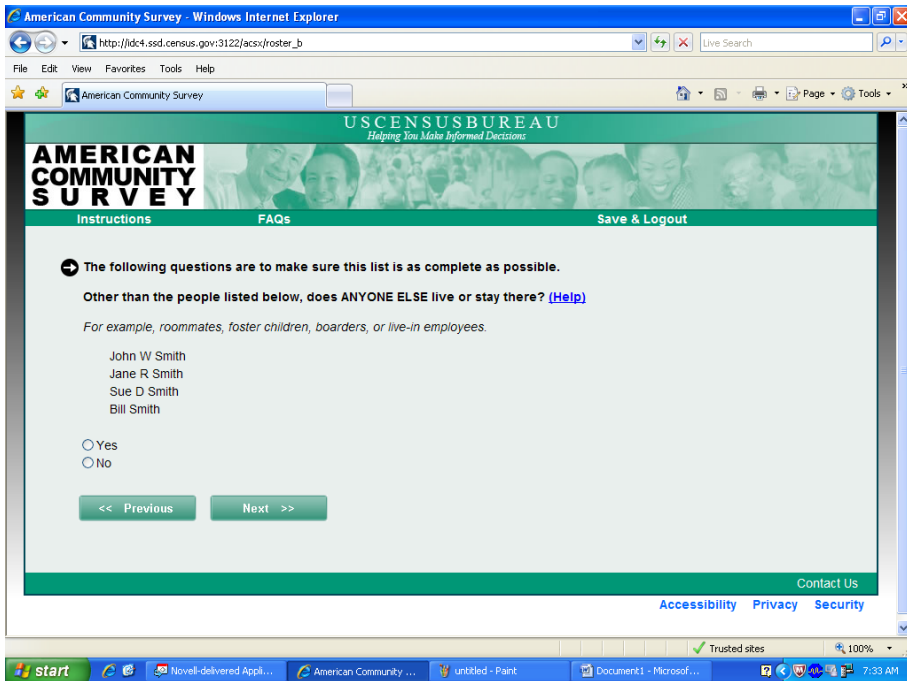 American Community Survey - Windows Internet Explorer
http://idc4.ssd.census.gov:3122/acsx/roster_b
Live Search
File Edit View Favorites Tools Help
American Community Survey
Page Tools
USCENSUSBUREAU
Helping You Make Informed Decisions
AMERICAN
COMMUNITY
SURVEY
Instructions FAQs Save & Logout
The following questions are to make sure this list is as complete as possible.
Other than the people listed below, does ANYONE ELSE live or stay there? (Help)
For example, roommates, foster children, boarders, or live-in employees.
John W Smith
Jane R Smith
Sue D Smith
Bill Smith
Yes
No
<< Previous Next >>
Contact Us
Accessibility Privacy Security
Trusted sites 100%
start Novell-delivered Appli... American Community ... untitled - Paint Document1 - Microsof... 7:33 AM